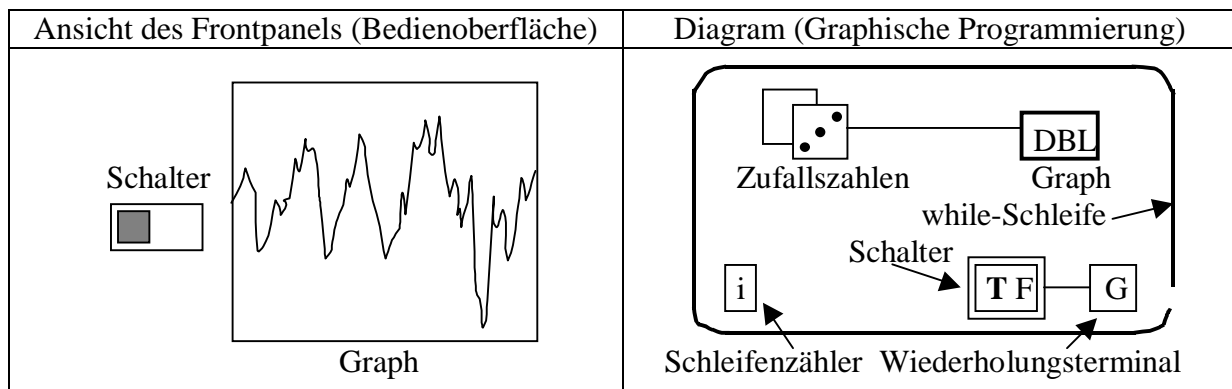 Ansicht des Frontpanels (Bedienoberfläche)
Diagram (Graphische Programmierung)
Schalter
Graph
DBL
Zufallszahlen
Graph
while-Schleife
Schalter
i
T F
G
Schleifenzähler
Wiederholungsterminal